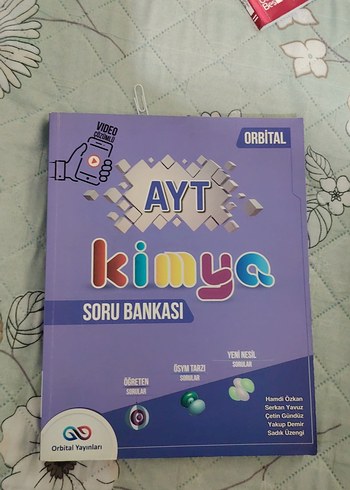 VIDEO
ÇÖZÜMLÜ
ORBİTAL
AYT
kimya
SORU BANKASI
ÖĞRETEN
SORULAR
ÖSYM TARZI
SORULAR
YENİ NESİL
SORULAR
Hamdi Özkan
Serkan Yavuz
Çetin Gündüz
Yakup Demir
Sadık Üzengi
Orbital Yayınları